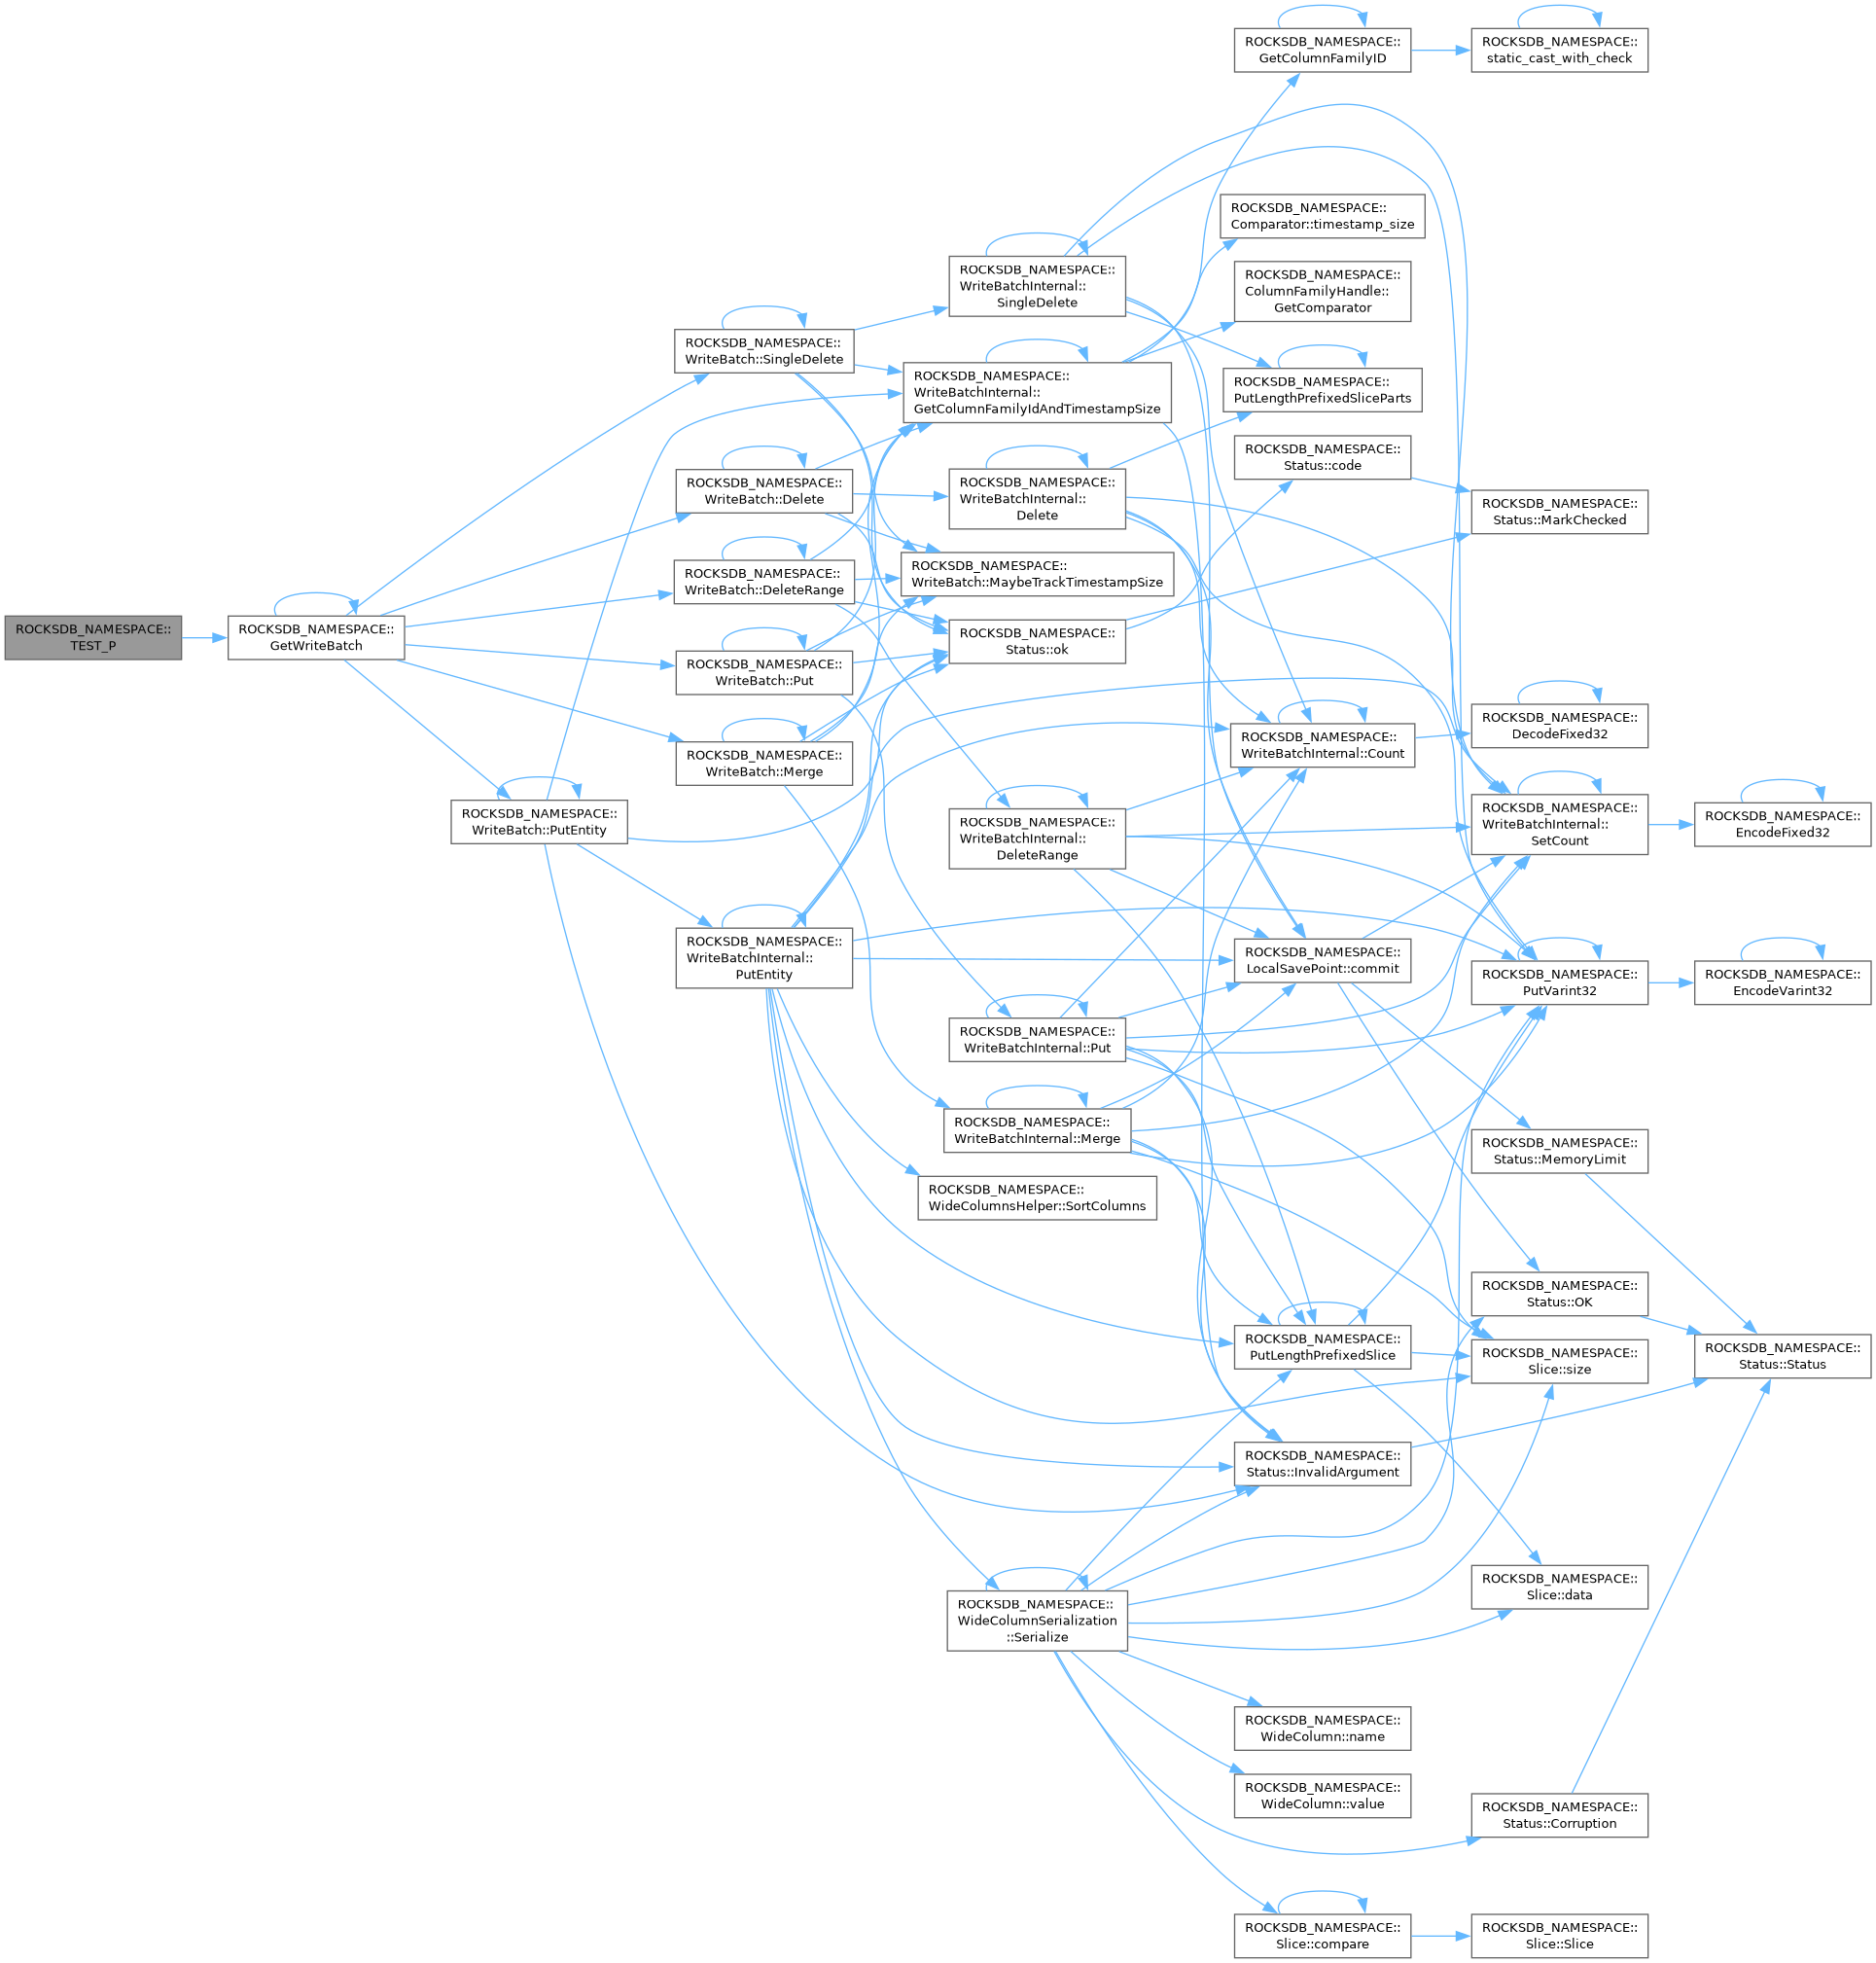 ROCKSDB_NAMESPACE::
TEST_P
ROCKSDB_NAMESPACE::
GetWriteBatch
ROCKSDB_NAMESPACE::
WriteBatch::PutEntity
ROCKSDB_NAMESPACE::
WriteBatch::SingleDelete
ROCKSDB_NAMESPACE::
WriteBatch::Delete
ROCKSDB_NAMESPACE::
WriteBatch::DeleteRange
ROCKSDB_NAMESPACE::
WriteBatch::Put
ROCKSDB_NAMESPACE::
WriteBatch::Merge
ROCKSDB_NAMESPACE::
WriteBatchInternal::
PutEntity
ROCKSDB_NAMESPACE::
WriteBatchInternal::
SingleDelete
ROCKSDB_NAMESPACE::
WriteBatchInternal::
GetColumnFamilyIdAndTimestampSize
ROCKSDB_NAMESPACE::
WriteBatchInternal::
Delete
ROCKSDB_NAMESPACE::
WriteBatch::MaybeTrackTimestampSize
ROCKSDB_NAMESPACE::
Status::ok
ROCKSDB_NAMESPACE::
WriteBatchInternal::
DeleteRange
ROCKSDB_NAMESPACE::
WriteBatchInternal::Put
ROCKSDB_NAMESPACE::
WriteBatchInternal::Merge
ROCKSDB_NAMESPACE::
WideColumnsHelper::SortColumns
ROCKSDB_NAMESPACE::
WideColumnSerialization
::Serialize
ROCKSDB_NAMESPACE::
GetColumnFamilyID
ROCKSDB_NAMESPACE::
Comparator::timestamp_size
ROCKSDB_NAMESPACE::
ColumnFamilyHandle::
GetComparator
ROCKSDB_NAMESPACE::
PutLengthPrefixedSliceParts
ROCKSDB_NAMESPACE::
Status::code
ROCKSDB_NAMESPACE::
WriteBatchInternal::Count
ROCKSDB_NAMESPACE::
LocalSavePoint::commit
ROCKSDB_NAMESPACE::
PutLengthPrefixedSlice
ROCKSDB_NAMESPACE::
Status::InvalidArgument
ROCKSDB_NAMESPACE::
WideColumn::name
ROCKSDB_NAMESPACE::
WideColumn::value
ROCKSDB_NAMESPACE::
Slice::compare
ROCKSDB_NAMESPACE::
static_cast_with_check
ROCKSDB_NAMESPACE::
Status::MarkChecked
ROCKSDB_NAMESPACE::
DecodeFixed32
ROCKSDB_NAMESPACE::
WriteBatchInternal::
SetCount
ROCKSDB_NAMESPACE::
PutVarint32
ROCKSDB_NAMESPACE::
Status::MemoryLimit
ROCKSDB_NAMESPACE::
Status::OK
ROCKSDB_NAMESPACE::
Slice::size
ROCKSDB_NAMESPACE::
Slice::data
ROCKSDB_NAMESPACE::
Status::Corruption
ROCKSDB_NAMESPACE::
Slice::Slice
ROCKSDB_NAMESPACE::
EncodeFixed32
ROCKSDB_NAMESPACE::
EncodeVarint32
ROCKSDB_NAMESPACE::
Status::Status